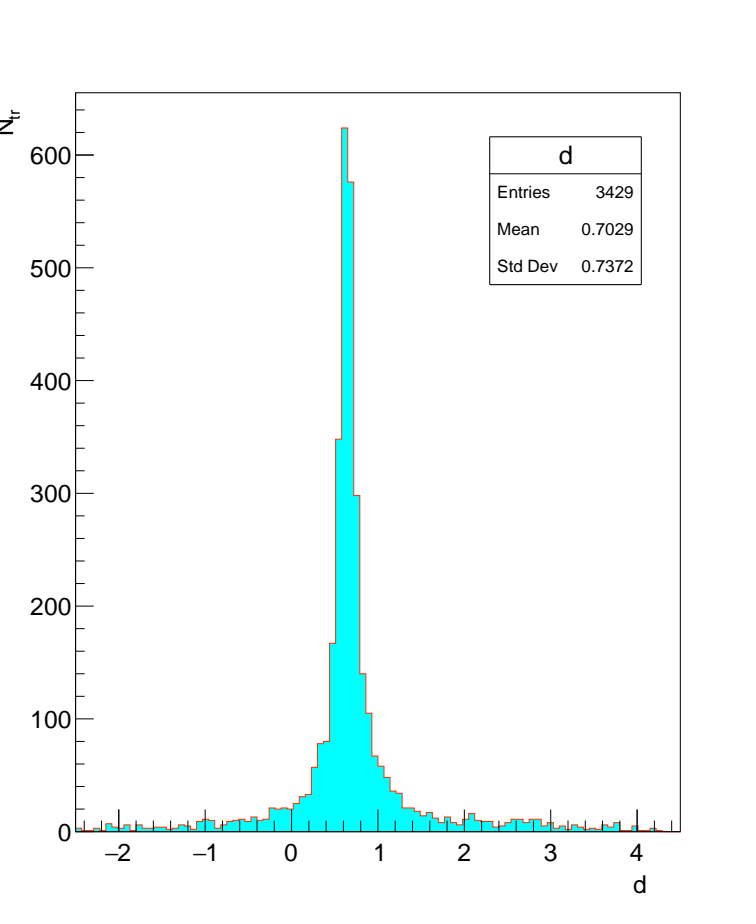 N_tr
600
500
400
300
200
100
0
d
Entries 3429
Mean 0.7029
Std Dev 0.7372
−2 −1 0 1 2 3 4
d